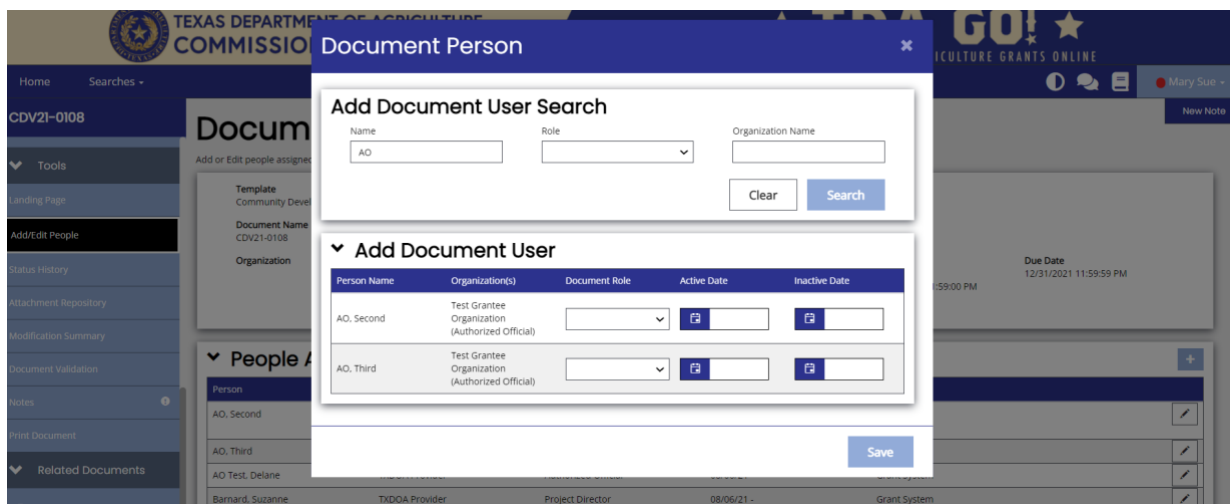 TEXAS DEPARTME
COMMISSIO
GO!
ICULTURE GRANTS ONLINE
Home Searches
Mary Sue
CDV21-0108
New Note
Docum
Add or Edit people assigned
Tools
Landing Page
Add/Edit People
Status History
Attachment Repository
Modification Summary
Document Validation
Notes
Print Document
Related Documents
Template
Community Devel
Document Name
CDV21-0108
Organization
Due Date
12/31/2021 11:59:59 PM
:59:00 PM
People A
Person
AO, Second
AO, Third
AO Test, Delane
Barnard, Suzanne TXDOA Provider Project Director 08/06/21 - Grant System
Document Person
Add Document User Search
Name Role Organization Name
AO
Clear Search
Add Document User
Person Name Organization(s) Document Role Active Date Inactive Date
AO, Second
Test Grantee
Organization
(Authorized Official)
AO, Third
Test Grantee
Organization
(Authorized Official)
Save